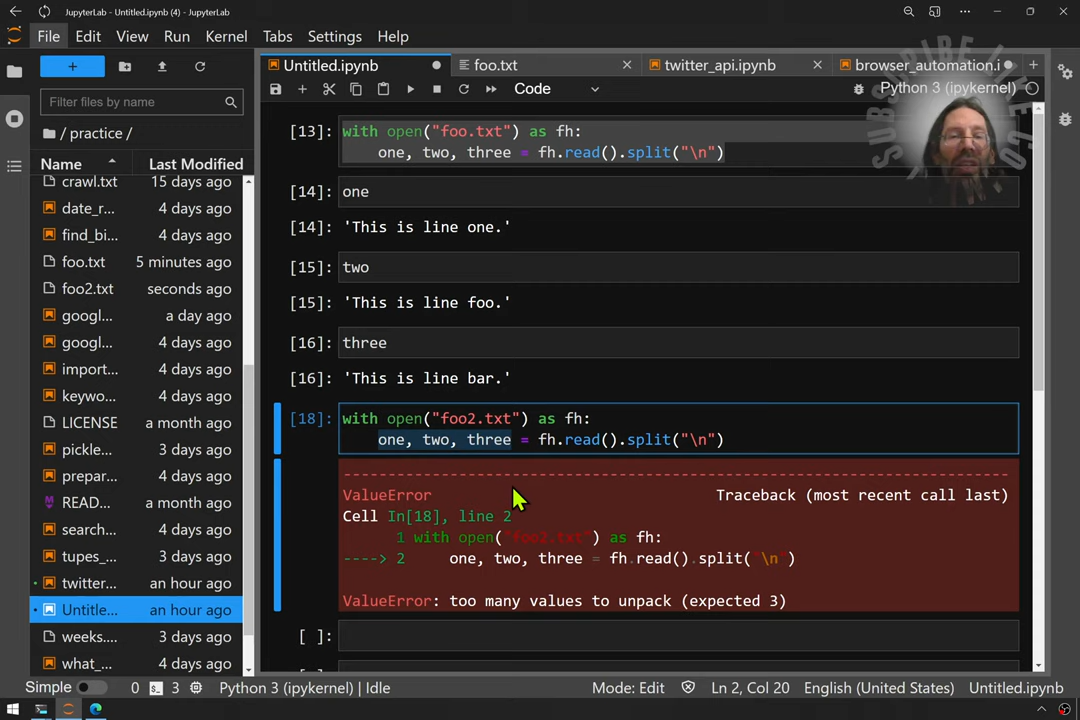 JupyterLab - Untitled.ipynb (4) - JupyterLab
File Edit View Run Kernel Tabs Settings Help
Untitled.ipynb foo.txt twitter_api.ipynb browser_automation.i
Code Python 3 (ipykernel)
Filter files by name
/ practice /
Name Last Modified
crawl.txt 15 days ago
date_r... 4 days ago
find_bi... 4 days ago
foo.txt 5 minutes ago
foo2.txt seconds ago
googl... a day ago
googl... 4 days ago
import... 4 days ago
keywo... 4 days ago
LICENSE a month ago
pickle... 3 days ago
prepar... 4 days ago
READ... a month ago
search... 4 days ago
tupes_... 4 days ago
twitter... an hour ago
Untitle... an hour ago
weeks.... 3 days ago
what_... 4 days ago
[13]: with open("foo.txt") as fh:
one, two, three = fh.read().split("\n")
[14]: one
[14]: 'This is line one.'
[15]: two
[15]: 'This is line foo.'
[16]: three
[16]: 'This is line bar.'
[18]: with open("foo2.txt") as fh:
one, two, three = fh.read().split("\n")
---------------------------------------------------------------------------
ValueError Traceback (most recent call last)
Cell In[18], line 2
1 with open("foo2.txt") as fh:
----> 2 one, two, three = fh.read().split("\n")
ValueError: too many values to unpack (expected 3)
[ ]:
Simple 0 3 Python 3 (ipykernel) | Idle Mode: Edit Ln 2, Col 20 English (United States) Untitled.ipynb